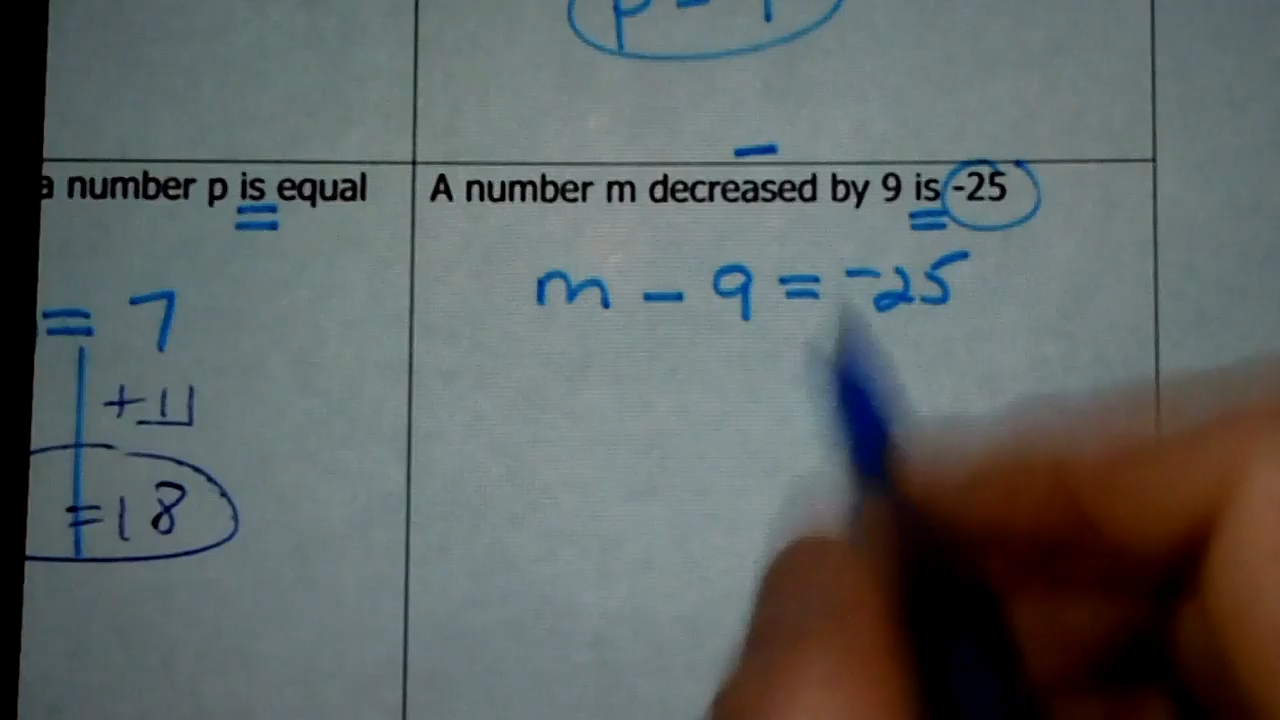 a number p is equal
= 7
+11
=18
A number m decreased by 9 is -25
m - 9 = -25